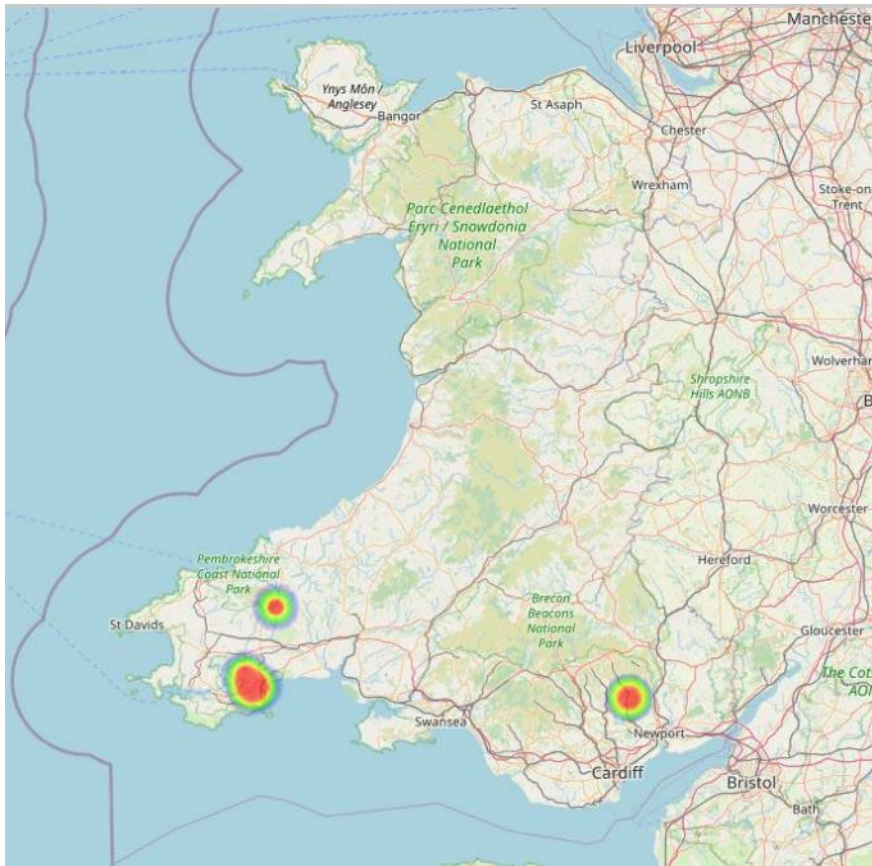 Manchester
Liverpool
Ynys Môn /
Anglesey
Bangor
St Asaph
Chester
Wrexham
Stoke-on-
Trent
Parc Cenedlaethol
Eryri / Snowdonia
National
Park
Shropshire
Hills AONB
Wolverham
B
Worcester
Hereford
Pembrokeshire
Coast National
Park
Brecon
Beacons
National
Park
St Davids
Gloucester
The Cots
AON
Swansea
Newport
Cardiff
Bristol
Bath